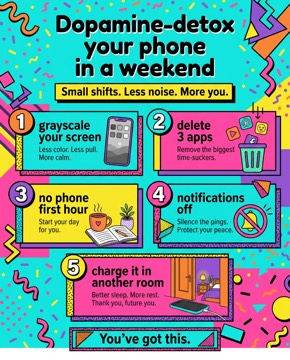 Dopamine-detox
your phone
in a weekend
Small shifts. Less noise. More you.
1
grayscale
your screen
Less color. Less pull.
More calm.
2
delete
3 apps
Remove the biggest
time-suckers.
3
no phone
first hour
Start your day
for you.
4
notifications
off
Silence the pings.
Protect your peace.
5
charge it in
another room
Better sleep. More rest.
Thank you, future you.
You've got this.